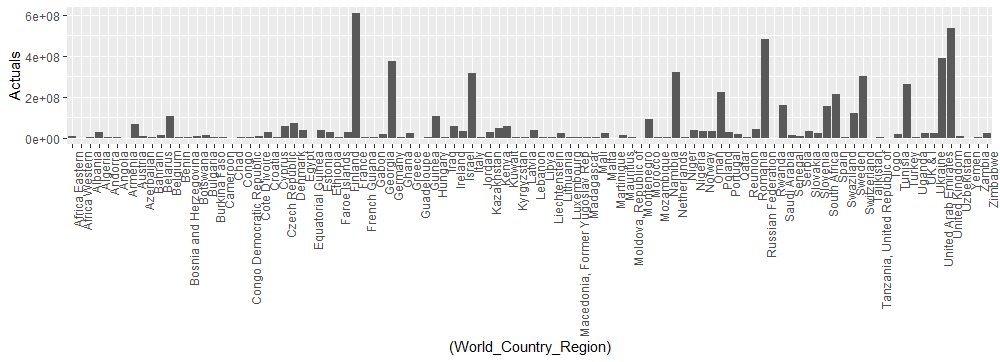 6e+08
4e+08
2e+08
0e+00
Actuals
Africa Eastern
Africa Western
Albania
Algeria
Andorra
Angola
Armenia
Austria
Azerbaijan
Bahrain
Belarus
Belgium
Benin
Bosnia and Herzegovina
Botswana
Bulgaria
Burkina Faso
Cameroon
Congo
Congo Democratic Republic
Cote Divoire
Croatia
Cyprus
Czech Republic
Denmark
Egypt
Equatorial Guinea
Estonia
Ethiopia
Faroe Islands
Finland
France
French Guiana
Georgia
Germany
Ghana
Greece
Guadeloupe
Guinea
Hungary
Iraq
Ireland
Israel
Italy
Jordan
Kazakhstan
Kenya
Kuwait
Kyrgyzstan
Latvia
Lebanon
Libya
Liechtenstein
Lithuania
Luxembourg
Macedonia, Former Yugoslav Rep
Madagascar
Mali
Malta
Martinique
Mauritius
Moldova, Republic of
Montenegro
Morocco
Mozambique
Namibia
Netherlands
Niger
Nigeria
Norway
Oman
Poland
Portugal
Qatar
Reunion
Romania
Russian Federation
Rwanda
Saudi Arabia
Senegal
Serbia
Slovakia
Slovenia
South Africa
Spain
Swaziland
Sweden
Switzerland
Tajikistan
Tanzania, United Republic of
Togo
Tunisia
Turkey
Uganda
UK &
Ukraine
United Arab Emirates
United Kingdom
Uzbekistan
Yemen
Zambia
Zimbabwe
(World_Country_Region)